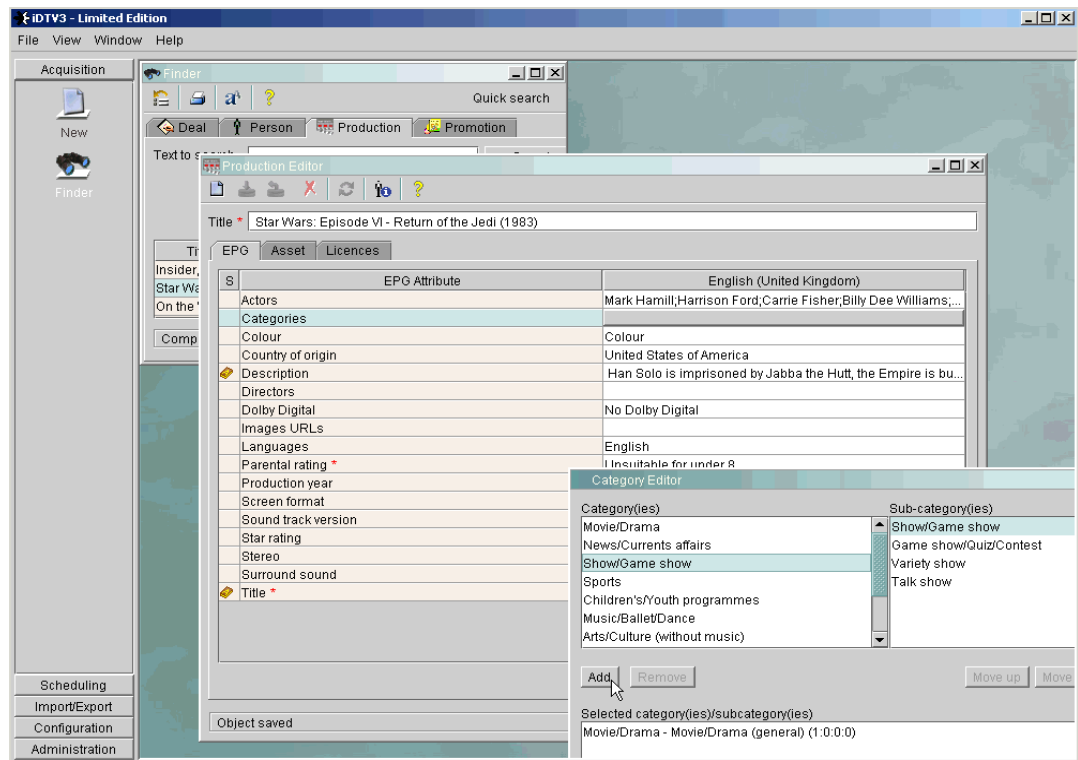 iDTV3 - Limited Edition
File View Window Help
Acquisition
New
Finder
Scheduling
Import/Export
Configuration
Administration
Finder
Quick search
Deal Person Production Promotion
Text to search
Insider,
Star Wa
On the
Comp
Production Editor
Title * Star Wars: Episode VI - Return of the Jedi (1983)
EPG Asset Licences
S EPG Attribute English (United Kingdom)
Actors Mark Hamill;Harrison Ford;Carrie Fisher;Billy Dee Williams;...
Categories
Colour Colour
Country of origin United States of America
Description Han Solo is imprisoned by Jabba the Hutt, the Empire is bu...
Directors
Dolby Digital No Dolby Digital
Images URLs
Languages English
Parental rating * Unsuitable for under 8
Production year
Screen format
Sound track version
Star rating
Stereo
Surround sound
Title *
Object saved
Category Editor
Category(ies) Sub-category(ies)
Movie/Drama Show/Game show
News/Currents affairs Game show/Quiz/Contest
Show/Game show Variety show
Sports Talk show
Children's/Youth programmes
Music/Ballet/Dance
Arts/Culture (without music)
Add Remove Move up Move
Selected category(ies)/subcategory(ies)
Movie/Drama - Movie/Drama (general) (1:0:0:0)